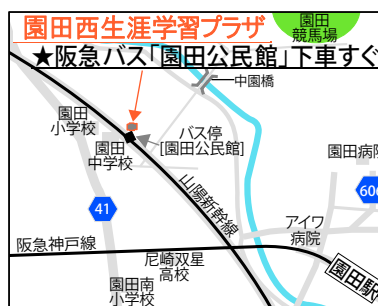 園田西生涯学習プラザ
園田
競馬場
★阪急バス「園田公民館」下車すぐ
中園橋
園田
小学校
バス停
[園田公民館]
園田
中学校
園田病院
山陽新幹線
41
606
アイワ
病院
阪急神戸線
尼崎双星
高校
園田駅
園田南
小学校